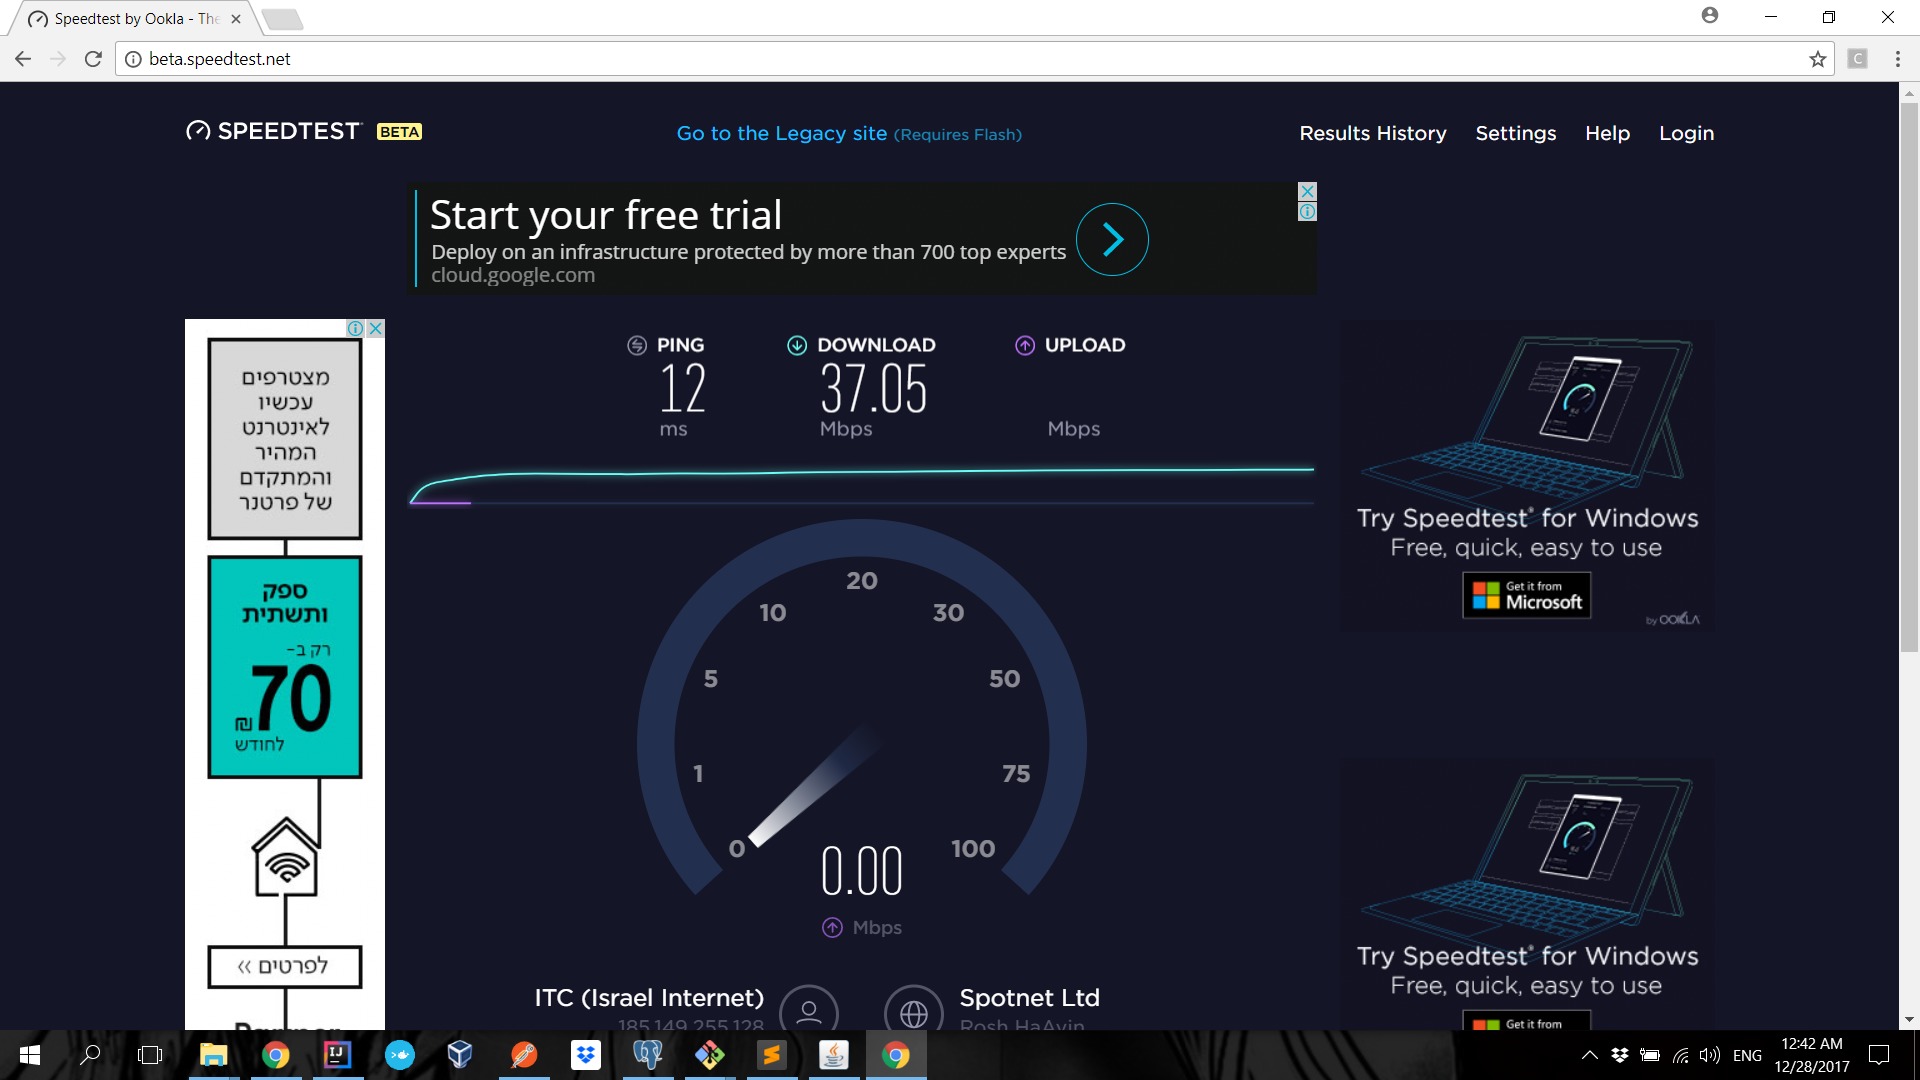 Speedtest by Ookla - The
beta.speedtest.net
C
SPEEDTEST BETA
Go to the Legacy site (Requires Flash)
Results History Settings Help Login
Start your free trial
Deploy on an infrastructure protected by more than 700 top experts
cloud.google.com
מצטרפים
עכשיו
לאינטרנט
המהיר
והמתקדם
של פרטנר
ספק
ותשתית
רק ב-
70 ₪
לחודש
לפרטים >>
PING
12
ms
DOWNLOAD
37.05
Mbps
UPLOAD
Mbps
0
1
5
10
20
30
50
75
100
0.00
Mbps
ITC (Israel Internet)
185.149.255.128
Spotnet Ltd
Rosh HaAyin
Try Speedtest® for Windows
Free, quick, easy to use
Get it from
Microsoft
by OOKLA
Try Speedtest® for Windows
Free, quick, easy to use
Get it from
IJ
ENG
12:42 AM
12/28/2017